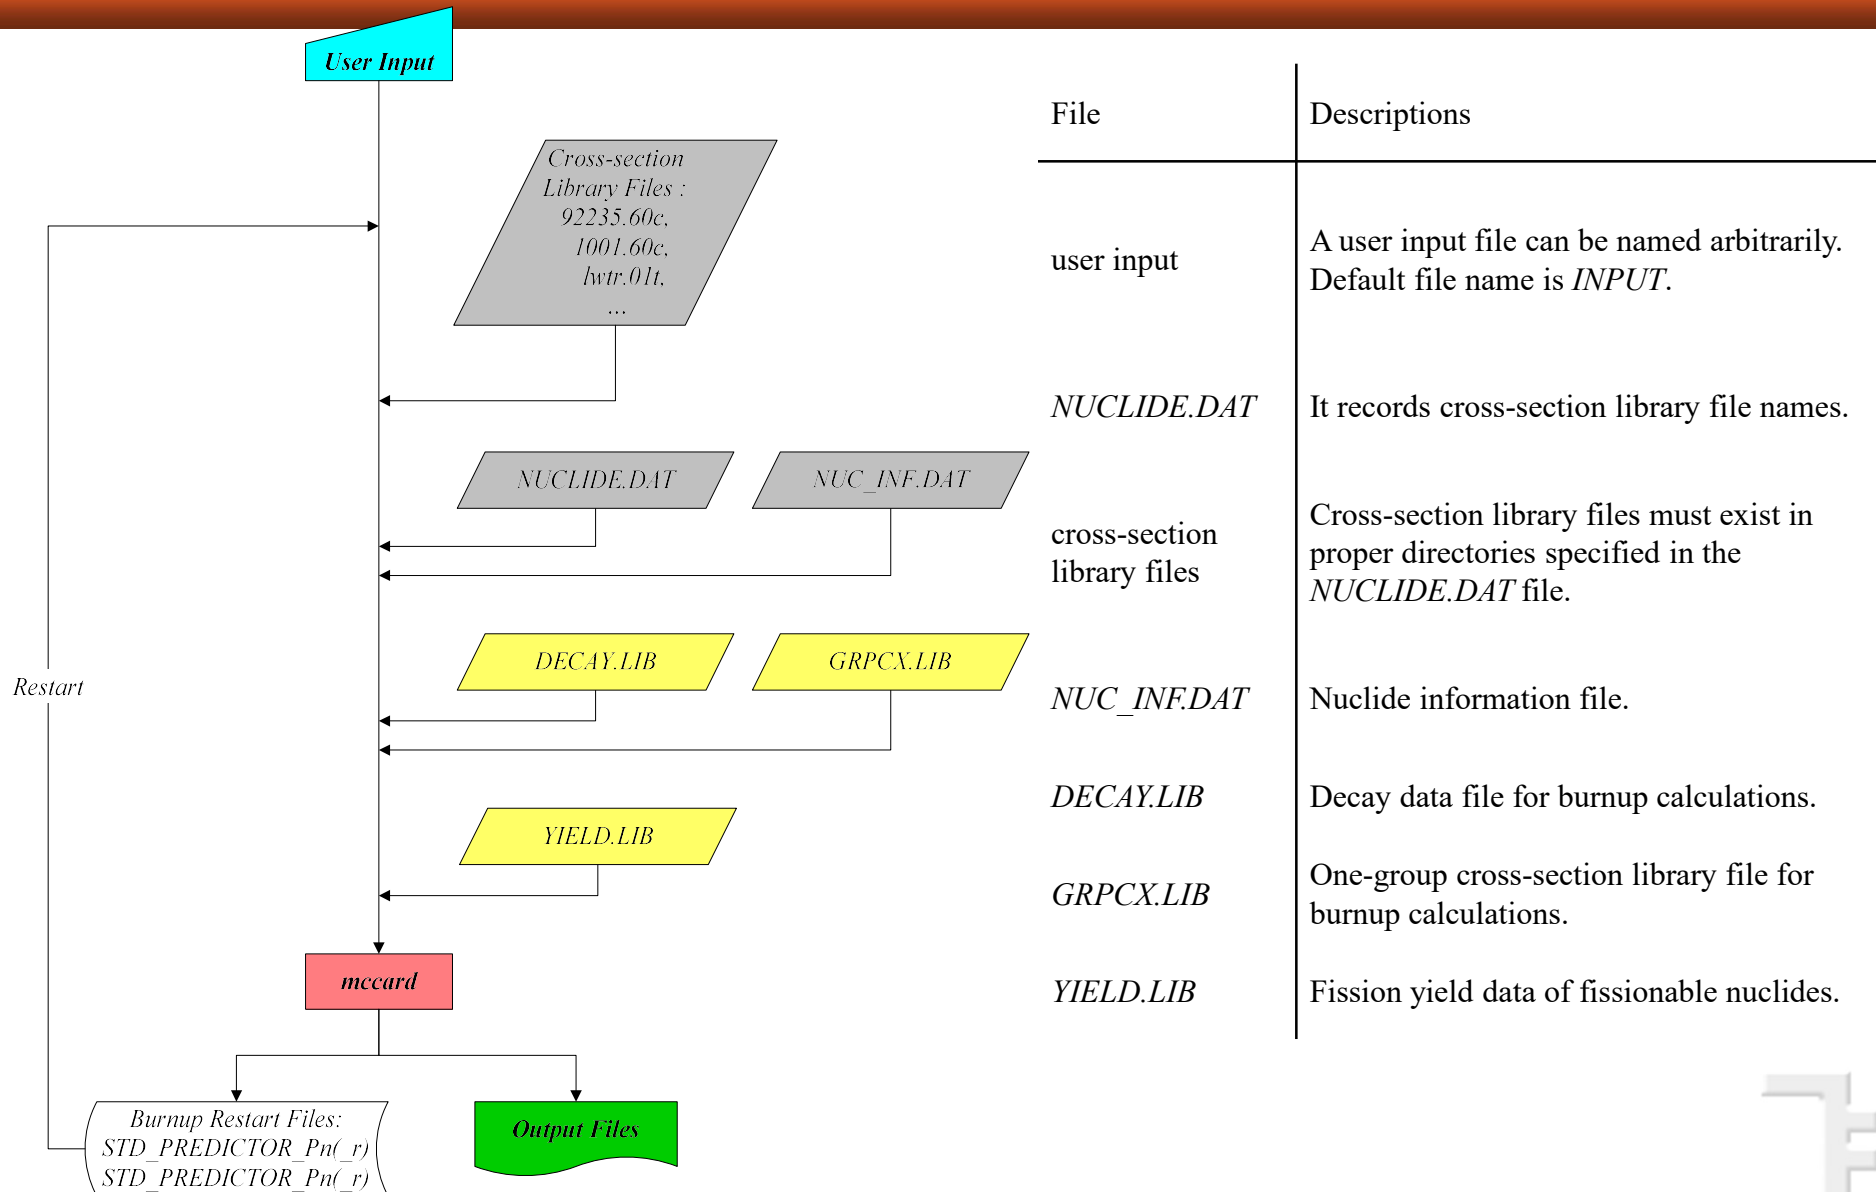 User Input
Cross-section
Library Files :
92235.60c,
1001.60c,
lwtr.01t,
...
NUCLIDE.DAT
NUC_INF.DAT
DECAY.LIB
GRPCX.LIB
Restart
YIELD.LIB
mccard
Burnup Restart Files:
STD_PREDICTOR_Pn(_r)
STD_PREDICTOR_Pn(_r)
Output Files
File
Descriptions
user input
A user input file can be named arbitrarily.
Default file name is INPUT.
NUCLIDE.DAT
It records cross-section library file names.
cross-section
library files
Cross-section library files must exist in
proper directories specified in the
NUCLIDE.DAT file.
NUC_INF.DAT
Nuclide information file.
DECAY.LIB
Decay data file for burnup calculations.
GRPCX.LIB
One-group cross-section library file for
burnup calculations.
YIELD.LIB
Fission yield data of fissionable nuclides.